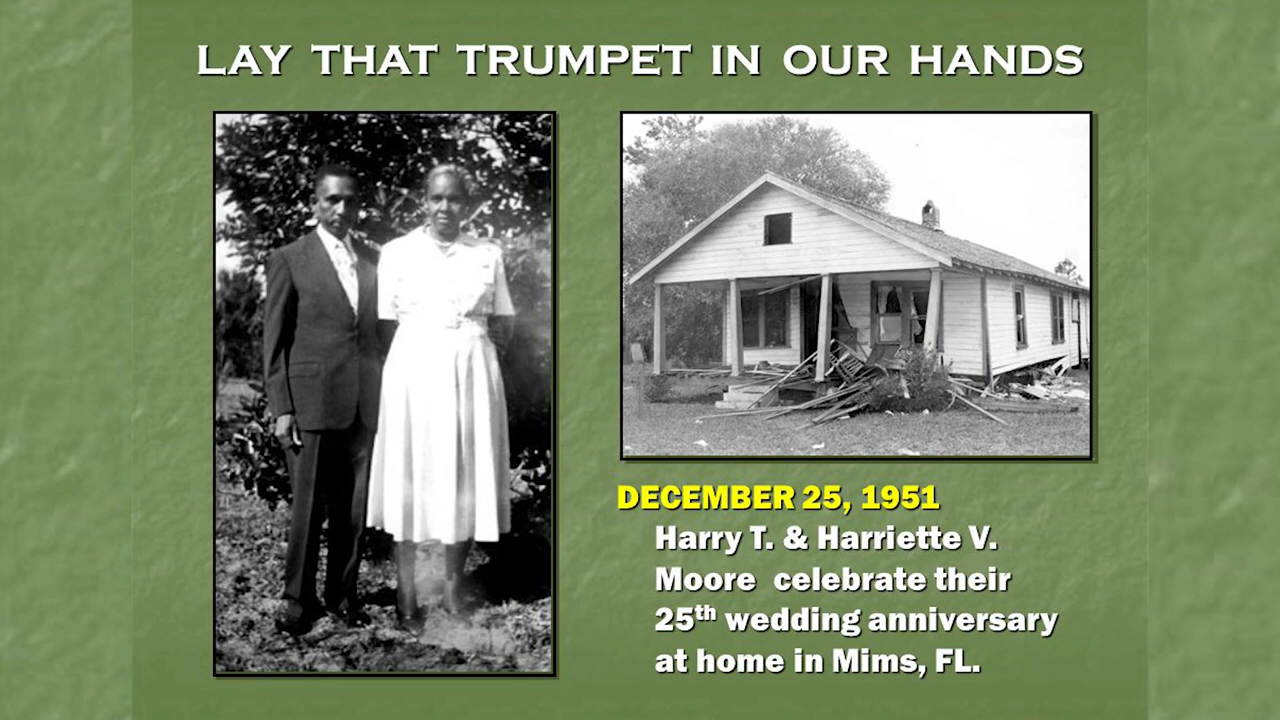 LAY THAT TRUMPET IN OUR HANDS
DECEMBER 25, 1951
Harry T. & Harriette V.
Moore celebrate their
25th wedding anniversary
at home in Mims, FL.